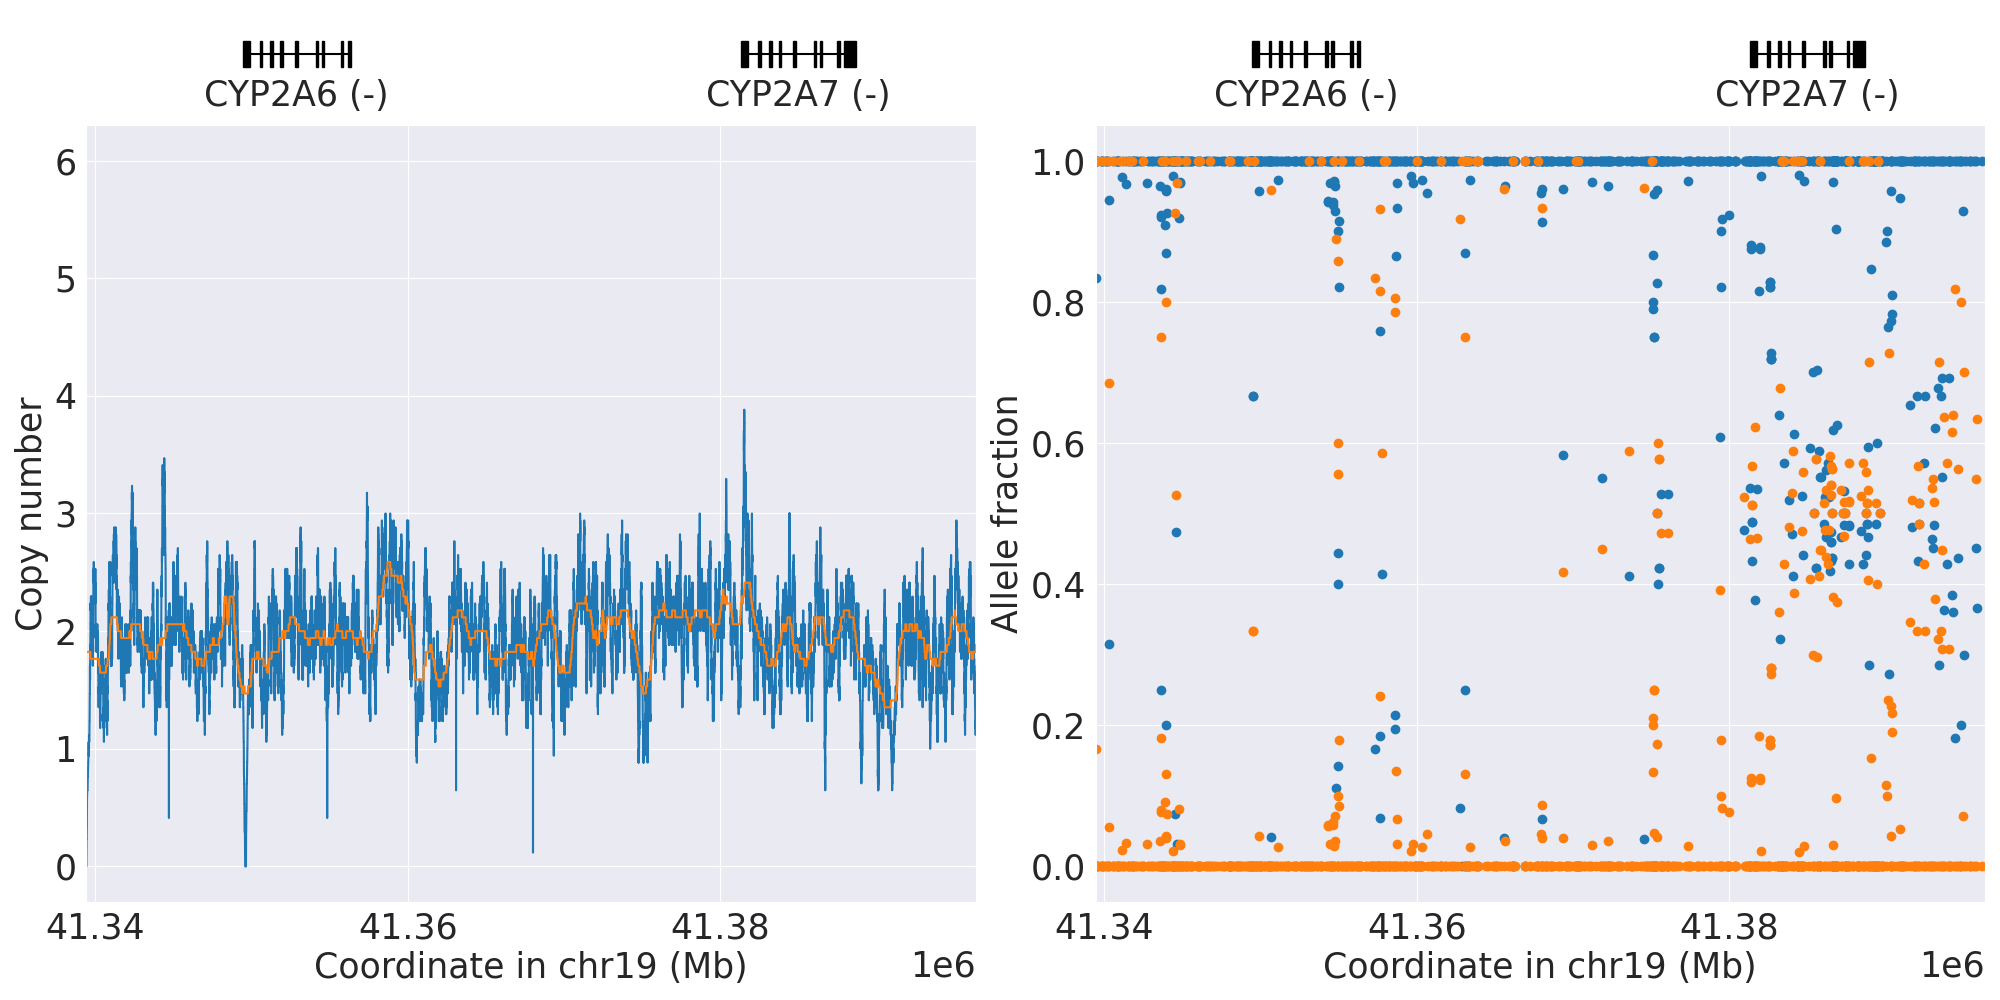 CYP2A6 (-)
CYP2A7 (-)
Copy number
6
5
4
3
2
1
0
41.34
41.36
41.38
Coordinate in chr19 (Mb)
1e6
CYP2A6 (-)
CYP2A7 (-)
Allele fraction
1.0
0.8
0.6
0.4
0.2
0.0
41.34
41.36
41.38
Coordinate in chr19 (Mb)
1e6